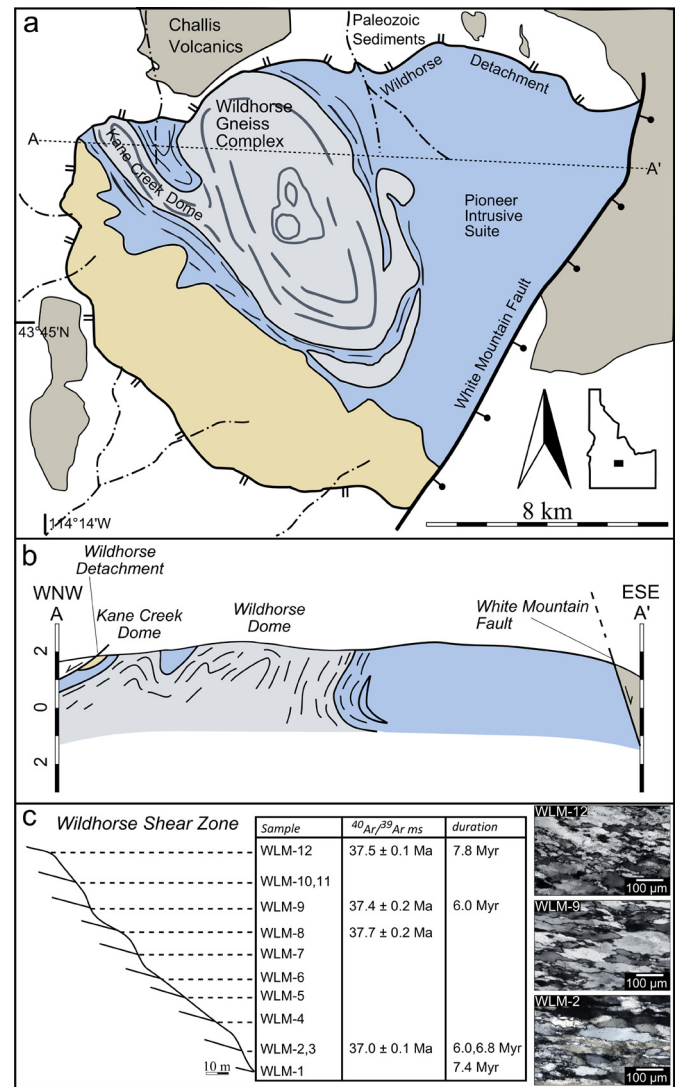 a
Challis
Volcanics
Paleozoic
Sediments
Wildhorse
Detachment
Wildhorse
Gneiss
Complex
A
A'
Kane Creek Dome
Pioneer
Intrusive
Suite
White Mountain Fault
43°45'N
114°14'W
8 km
b
Wildhorse
Detachment
WNW
A
Kane Creek
Dome
Wildhorse
Dome
White Mountain
Fault
ESE
A'
2
0
2
c
Wildhorse Shear Zone
Sample ⁴⁰Ar/³⁹Ar ms duration
WLM-12 37.5 ± 0.1 Ma 7.8 Myr
WLM-10,11
WLM-9 37.4 ± 0.2 Ma 6.0 Myr
WLM-8 37.7 ± 0.2 Ma
WLM-7
WLM-6
WLM-5
WLM-4
WLM-2,3 37.0 ± 0.1 Ma 6.0,6.8 Myr
WLM-1 7.4 Myr
10 m
WLM-12
100 µm
WLM-9
100 µm
WLM-2
100 µm